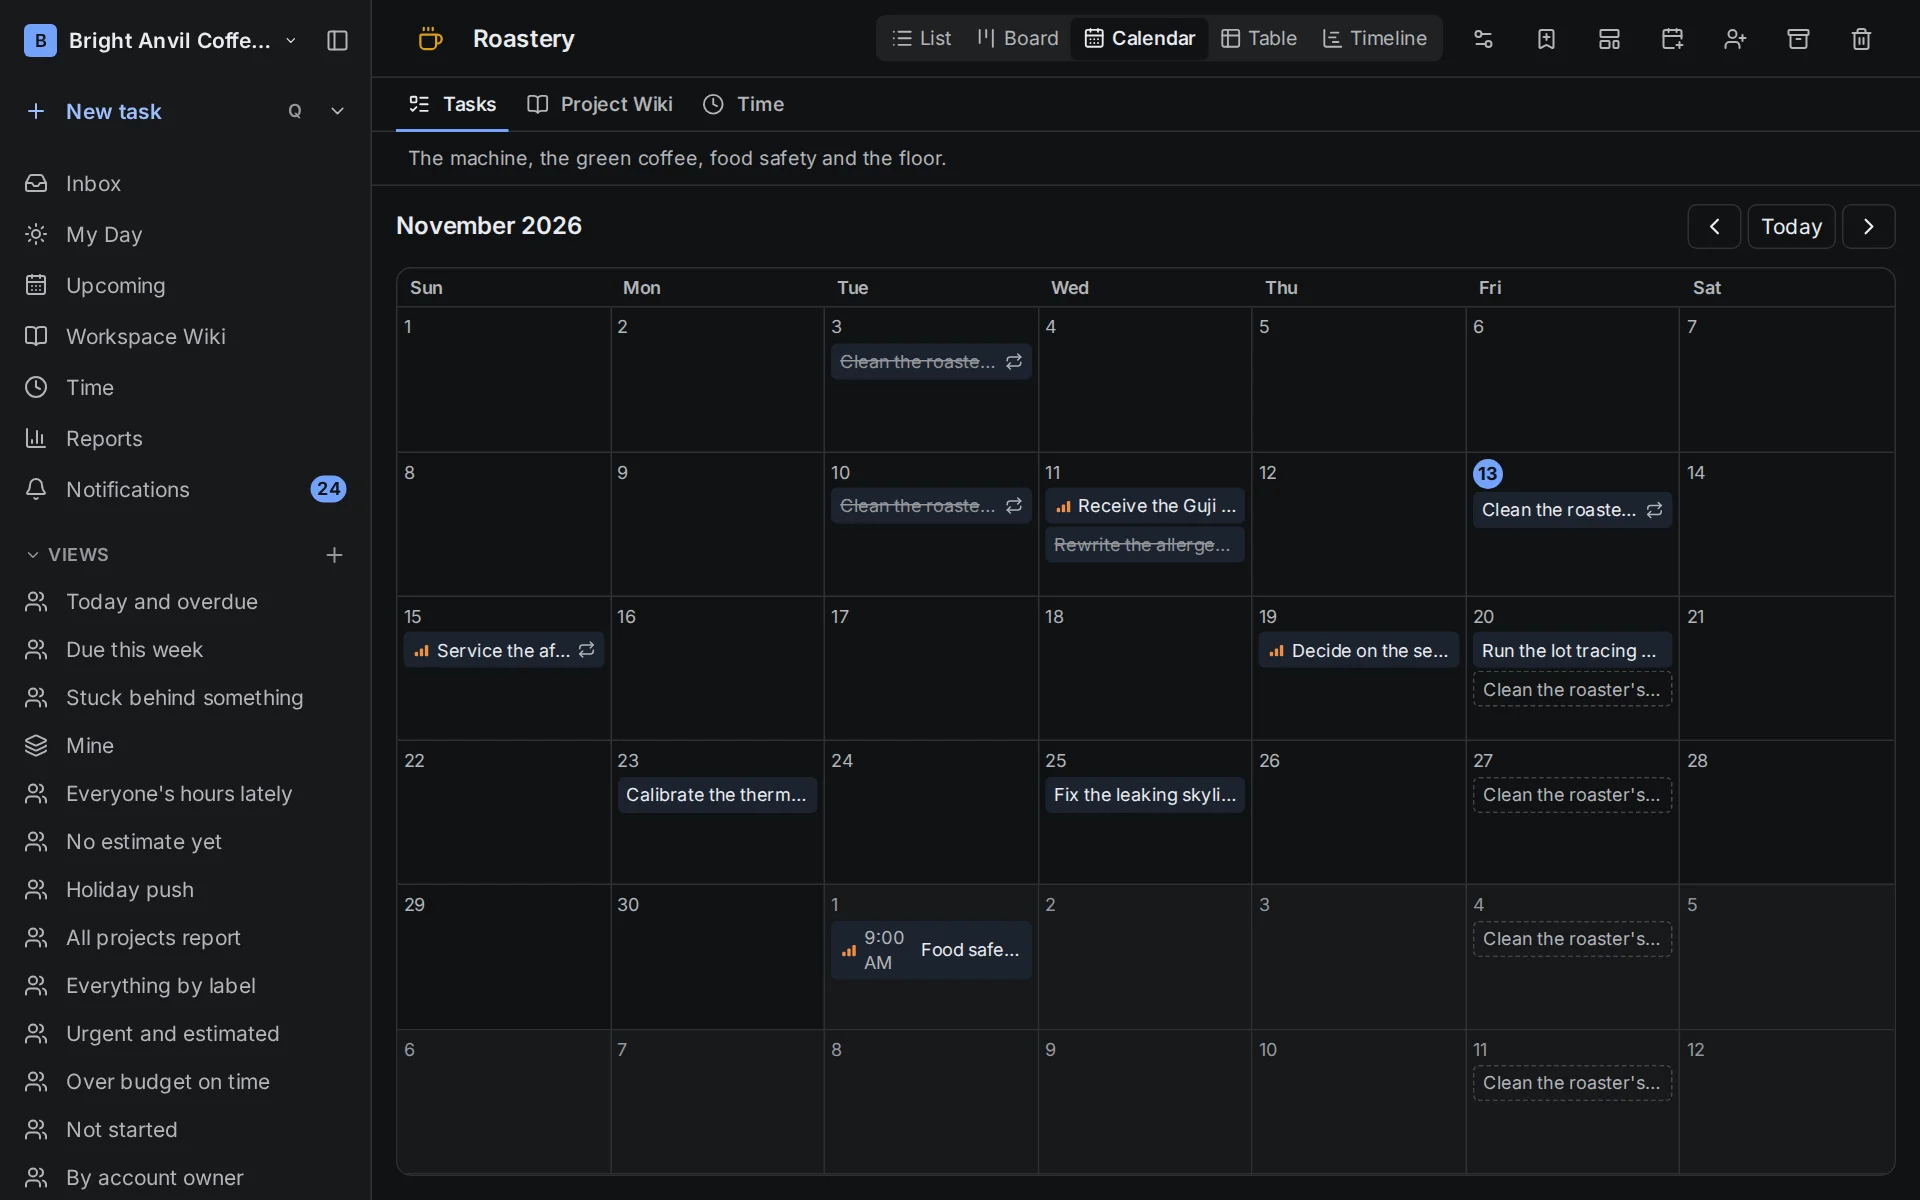 B Bright Anvil Coffe...
New task Q
Inbox
My Day
Upcoming
Workspace Wiki
Time
Reports
Notifications 24
VIEWS
Today and overdue
Due this week
Stuck behind something
Mine
Everyone's hours lately
No estimate yet
Holiday push
All projects report
Everything by label
Urgent and estimated
Over budget on time
Not started
By account owner
Roastery
List Board Calendar Table Timeline
Tasks Project Wiki Time
The machine, the green coffee, food safety and the floor.
November 2026
Today
Sun Mon Tue Wed Thu Fri Sat
1 2 3 4 5 6 7
Clean the roaste...
8 9 10 11 12 13 14
Clean the roaste... Receive the Guji ... Clean the roaste...
Rewrite the allerge...
15 16 17 18 19 20 21
Service the af... Decide on the se... Run the lot tracing ...
Clean the roaster's...
22 23 24 25 26 27 28
Calibrate the therm... Fix the leaking skyli... Clean the roaster's...
29 30 1 2 3 4 5
9:00 AM Food safe... Clean the roaster's...
6 7 8 9 10 11 12
Clean the roaster's...